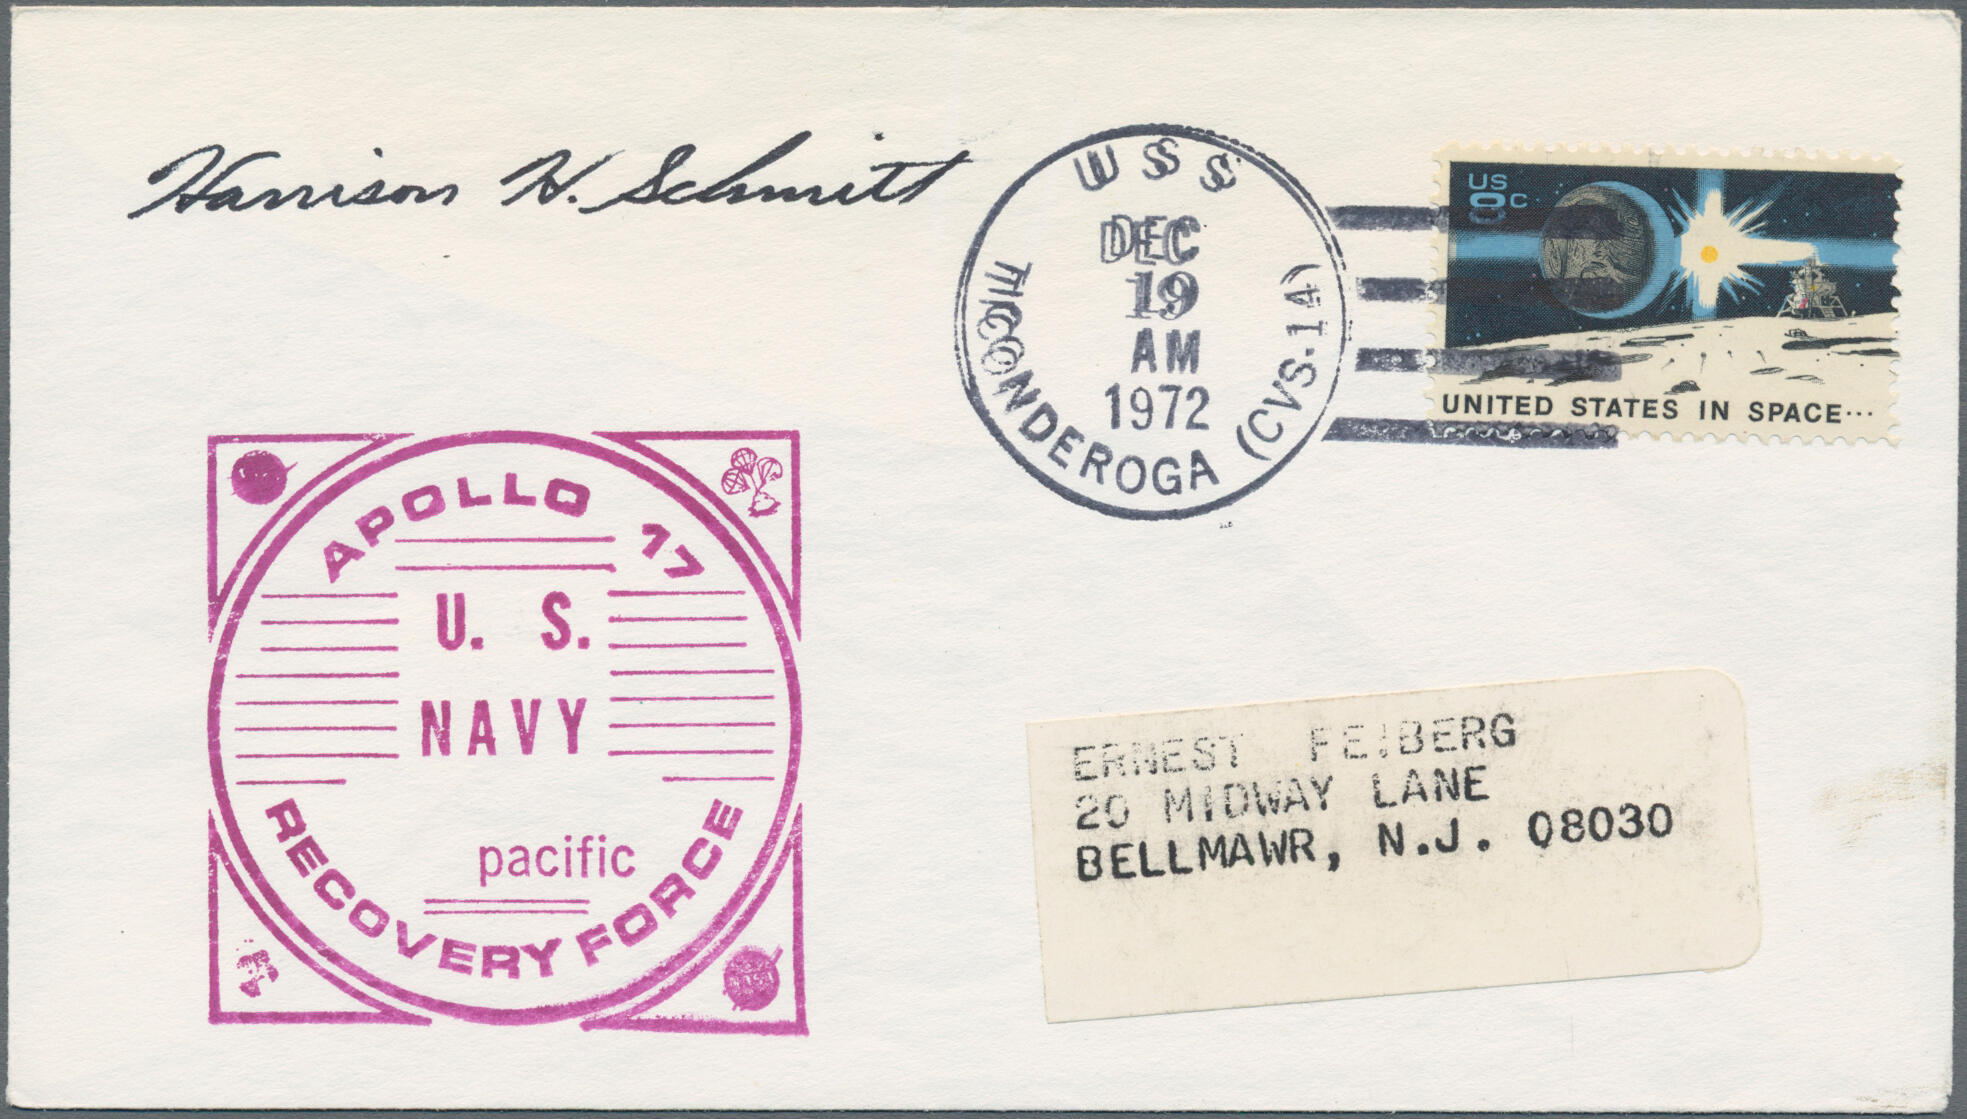 Harrison H. Schmitt
USS
TICONDEROGA (CVS-14)
DEC
19
AM
1972
US
8c
UNITED STATES IN SPACE...
APOLLO 17
U. S.
NAVY
pacific
RECOVERY FORCE
ERNEST FEIBERG
20 MIDWAY LANE
BELLMAWR, N.J. 08030